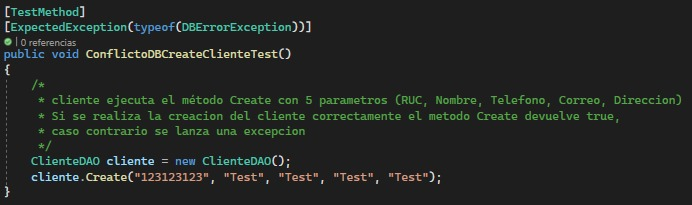 [TestMethod]
[ExpectedException(typeof(DBErrorException))]
| 0 referencias
public void ConflictoDBCreateClienteTest()
{
/*
* cliente ejecuta el método Create con 5 parametros (RUC, Nombre, Telefono, Correo, Direccion)
* Si se realiza la creacion del cliente correctamente el metodo Create devuelve true,
* caso contrario se lanza una excepcion
*/
ClienteDAO cliente = new ClienteDAO();
cliente.Create("123123123", "Test", "Test", "Test", "Test");
}